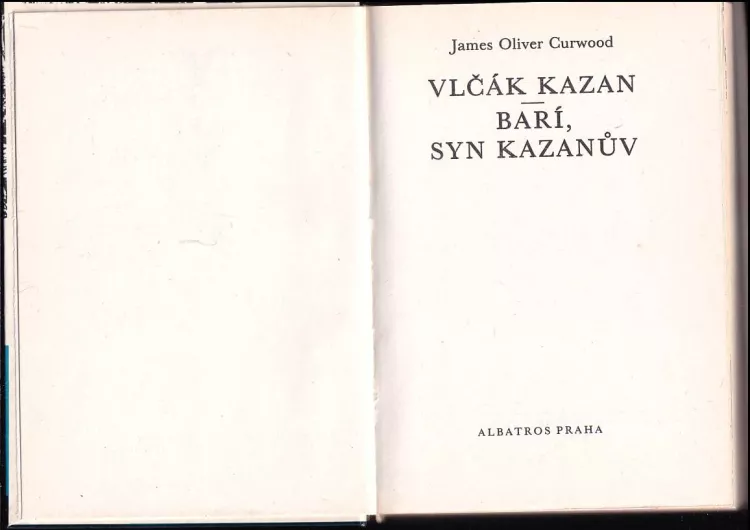 James Oliver Curwood
VLČÁK KAZAN
BARÍ,
SYN KAZANŮV
ALBATROS PRAHA